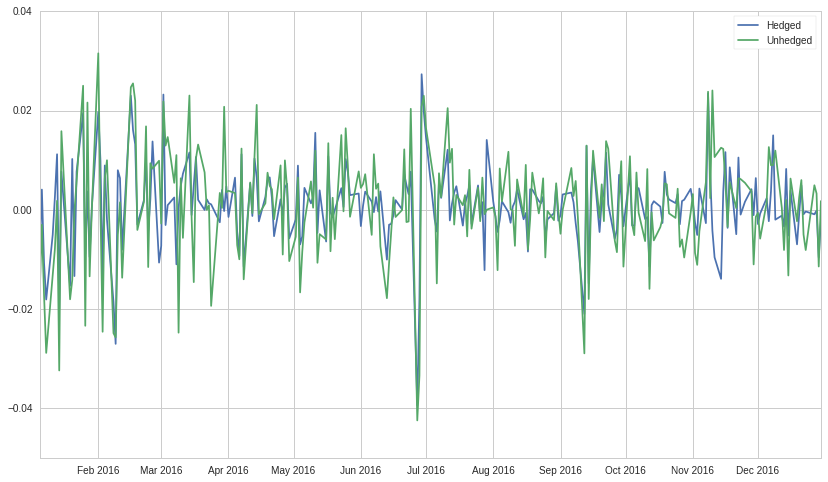 0.04
0.02
0.00
−0.02
−0.04
Hedged
Unhedged
Feb 2016 Mar 2016 Apr 2016 May 2016 Jun 2016 Jul 2016 Aug 2016 Sep 2016 Oct 2016 Nov 2016 Dec 2016